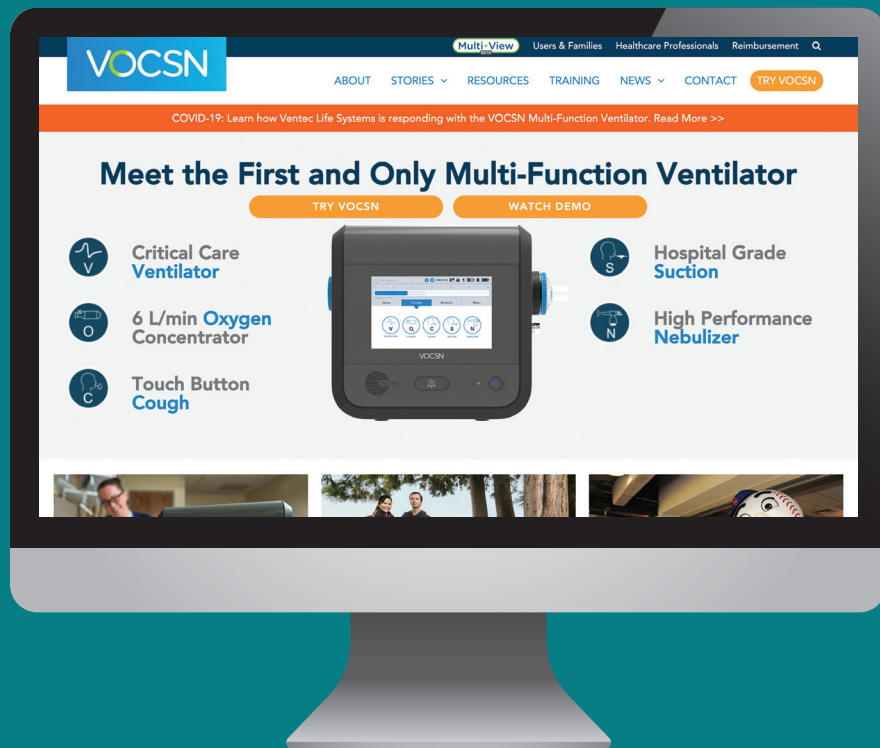 VOCSN
Multi-View
BETA
Users & Families
Healthcare Professionals
Reimbursement
ABOUT
STORIES
RESOURCES
TRAINING
NEWS
CONTACT
TRY VOCSN
COVID-19: Learn how Ventec Life Systems is responding with the VOCSN Multi-Function Ventilator. Read More >>
Meet the First and Only Multi-Function Ventilator
TRY VOCSN
WATCH DEMO
V
Critical Care
Ventilator
O
6 L/min Oxygen
Concentrator
C
Touch Button
Cough
V O C S N
VOCSN
S
Hospital Grade
Suction
N
High Performance
Nebulizer